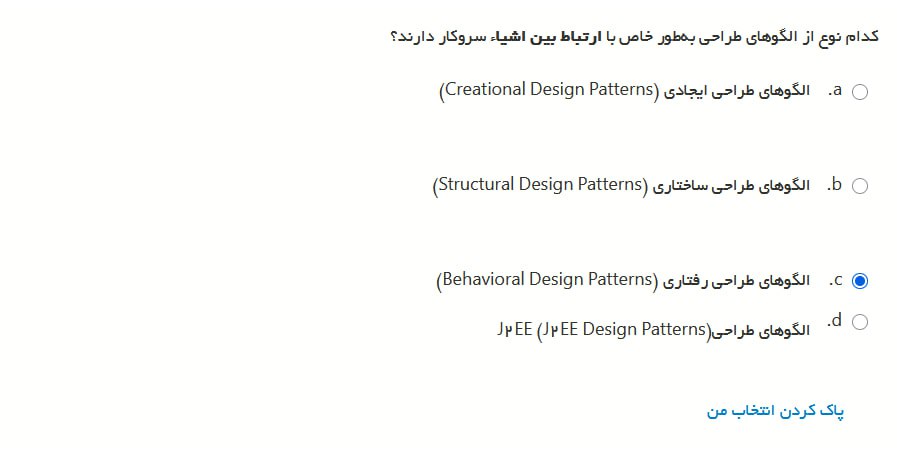 کدام نوع از الگوهای طراحی به‌طور خاص با ارتباط بین اشیاء سروکار دارند؟
a. الگوهای طراحی ایجادی (Creational Design Patterns)
b. الگوهای طراحی ساختاری (Structural Design Patterns)
c. الگوهای طراحی رفتاری (Behavioral Design Patterns)
d. الگوهای طراحی(J۲EE (J۲EE Design Patterns
پاک کردن انتخاب من